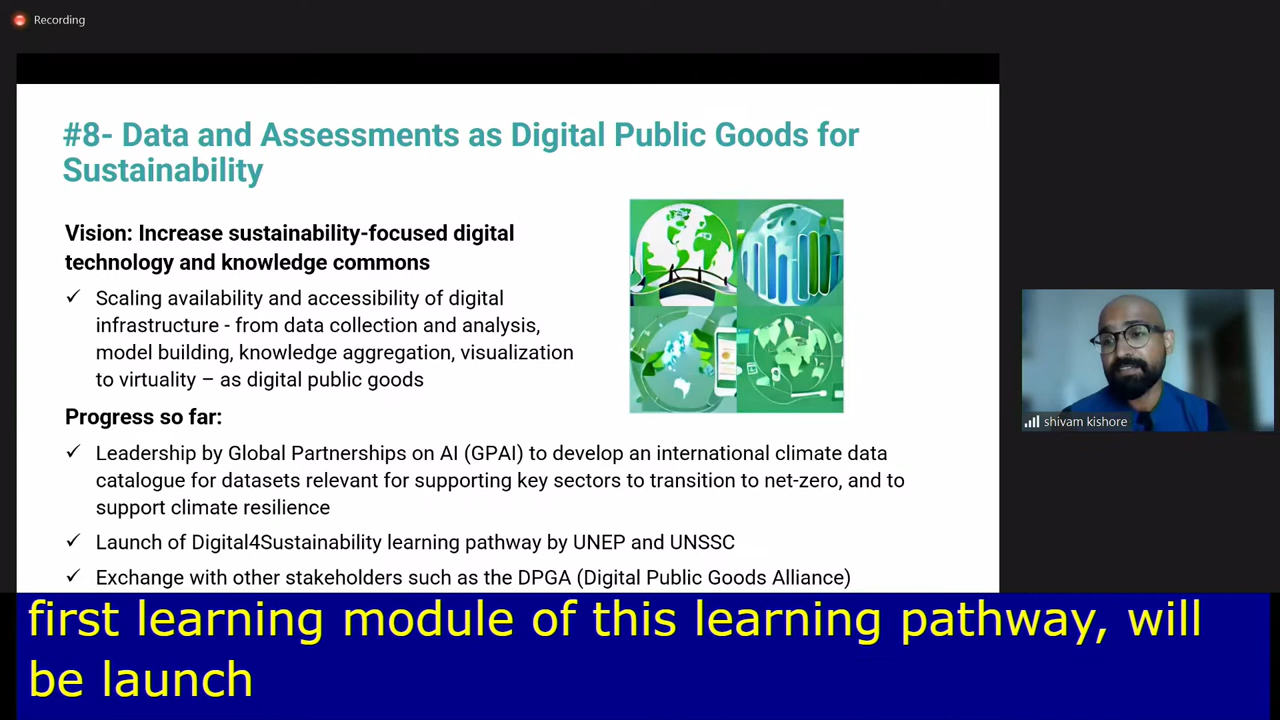 Recording
#8- Data and Assessments as Digital Public Goods for
Sustainability
Vision: Increase sustainability-focused digital
technology and knowledge commons
✓ Scaling availability and accessibility of digital
infrastructure - from data collection and analysis,
model building, knowledge aggregation, visualization
to virtuality – as digital public goods
Progress so far:
✓ Leadership by Global Partnerships on AI (GPAI) to develop an international climate data
catalogue for datasets relevant for supporting key sectors to transition to net-zero, and to
support climate resilience
✓ Launch of Digital4Sustainability learning pathway by UNEP and UNSSC
✓ Exchange with other stakeholders such as the DPGA (Digital Public Goods Alliance)
shivam kishore
first learning module of this learning pathway, will
be launch